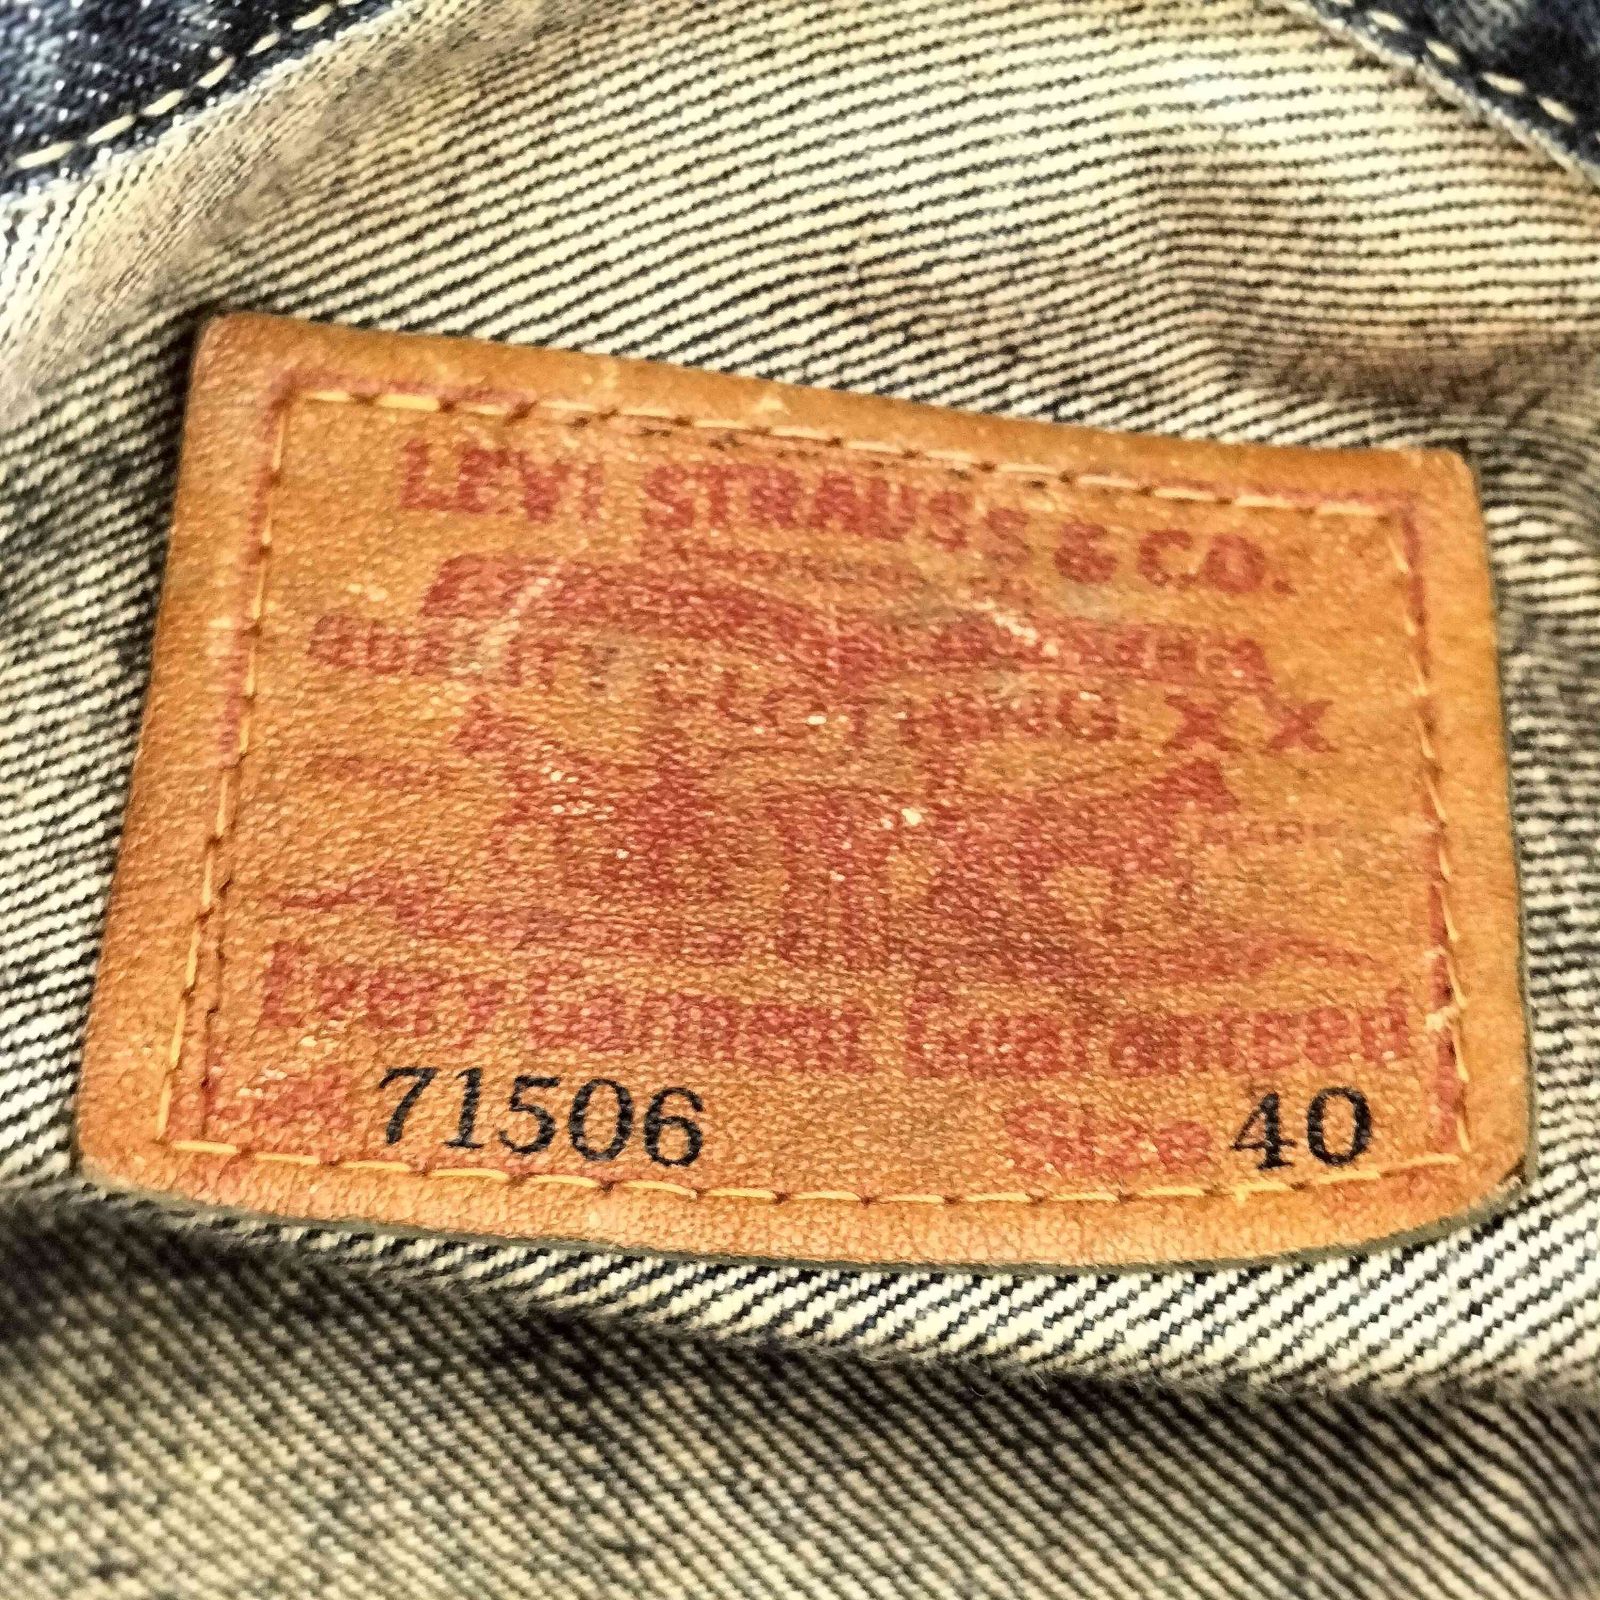 LEVI STRAUSS & CO.
QUALITY CLOTHING XX
Every Garment Guaranteed
71506 Size 40